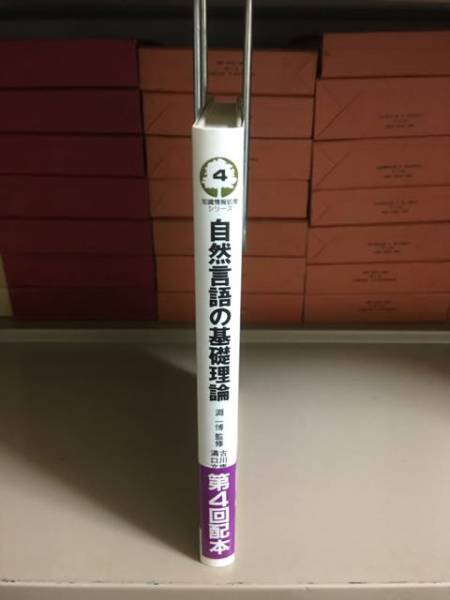 4
知識情報処理
シリーズ
自然言語の基礎理論
淵 一博 監修
古川
溝口
第4回配本